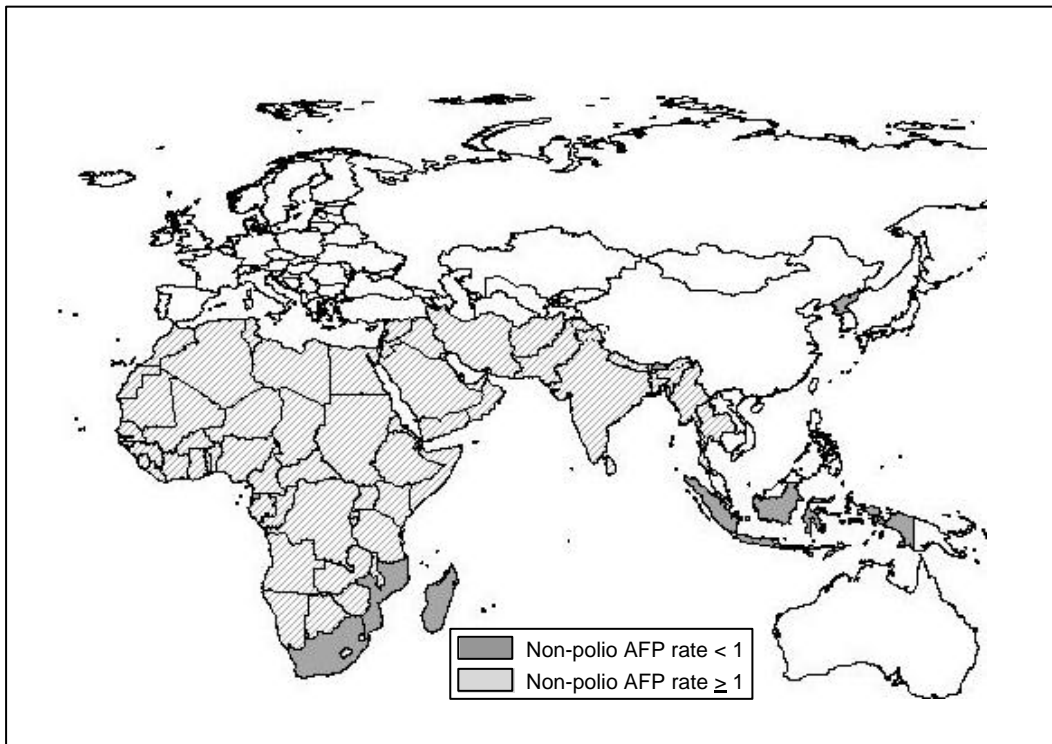 Non-polio AFP rate < 1
Non-polio AFP rate ≥ 1